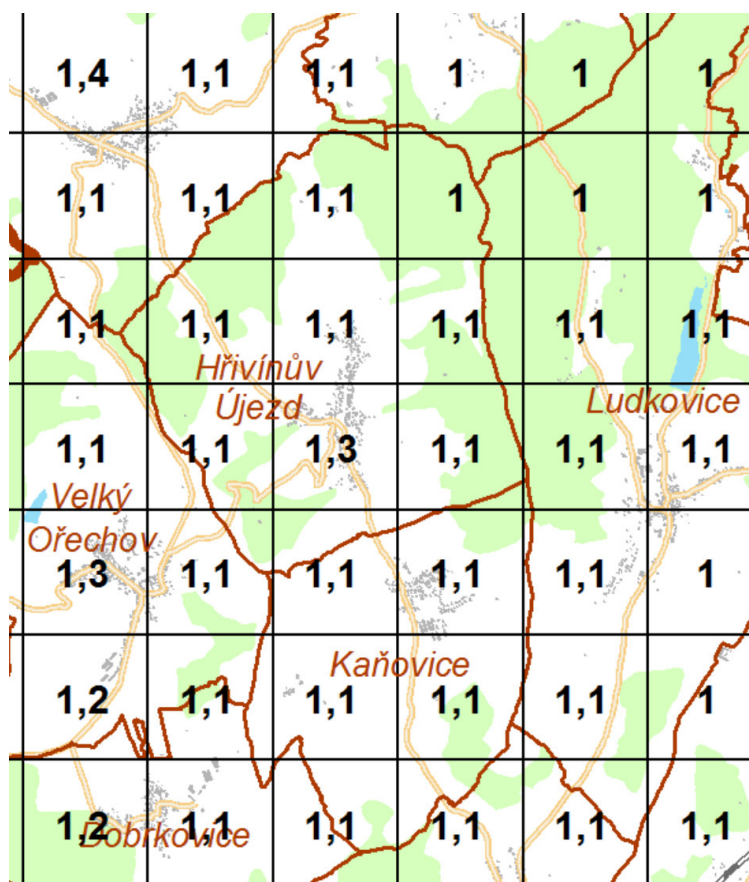 1,4 1,1 1,1 1 1 1
1,1 1,1 1,1 1 1 1
1,1 1,1 1,1 1,1 1,1 1,1
Hřivínův
Újezd
Ludkovice
1,1 1,1 1,3 1,1 1,1 1,1
Velký
Ořechov
1,3 1,1 1,1 1,1 1,1 1
Kaňovice
1,2 1,1 1,1 1,1 1,1 1
1,2 1,1 1,1 1,1 1,1 1,1
Dobrkovice